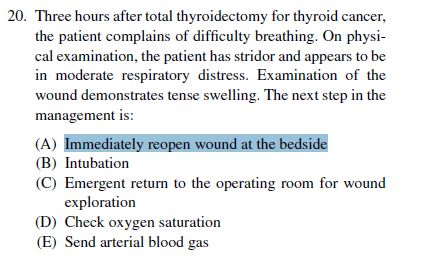 20. Three hours after total thyroidectomy for thyroid cancer,
the patient complains of difficulty breathing. On physi-
cal examination, the patient has stridor and appears to be
in moderate respiratory distress. Examination of the
wound demonstrates tense swelling. The next step in the
management is:
(A) Immediately reopen wound at the bedside
(B) Intubation
(C) Emergent return to the operating room for wound
exploration
(D) Check oxygen saturation
(E) Send arterial blood gas